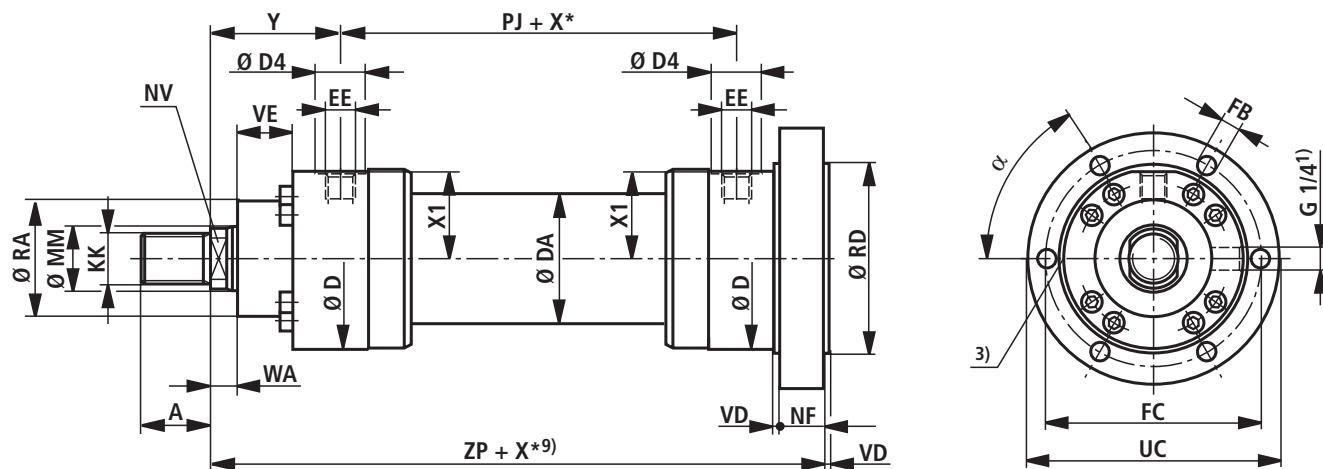 Y
PJ + X*
Ø D4
Ø D4
NV
EE
EE
VE
FB
α
G 1/4¹⁾
X1
X1
Ø RA
Ø MM
KK
Ø DA
Ø RD
Ø D
Ø D
3)
WA
A
VD
NF
FC
ZP + X*⁹⁾
VD
UC